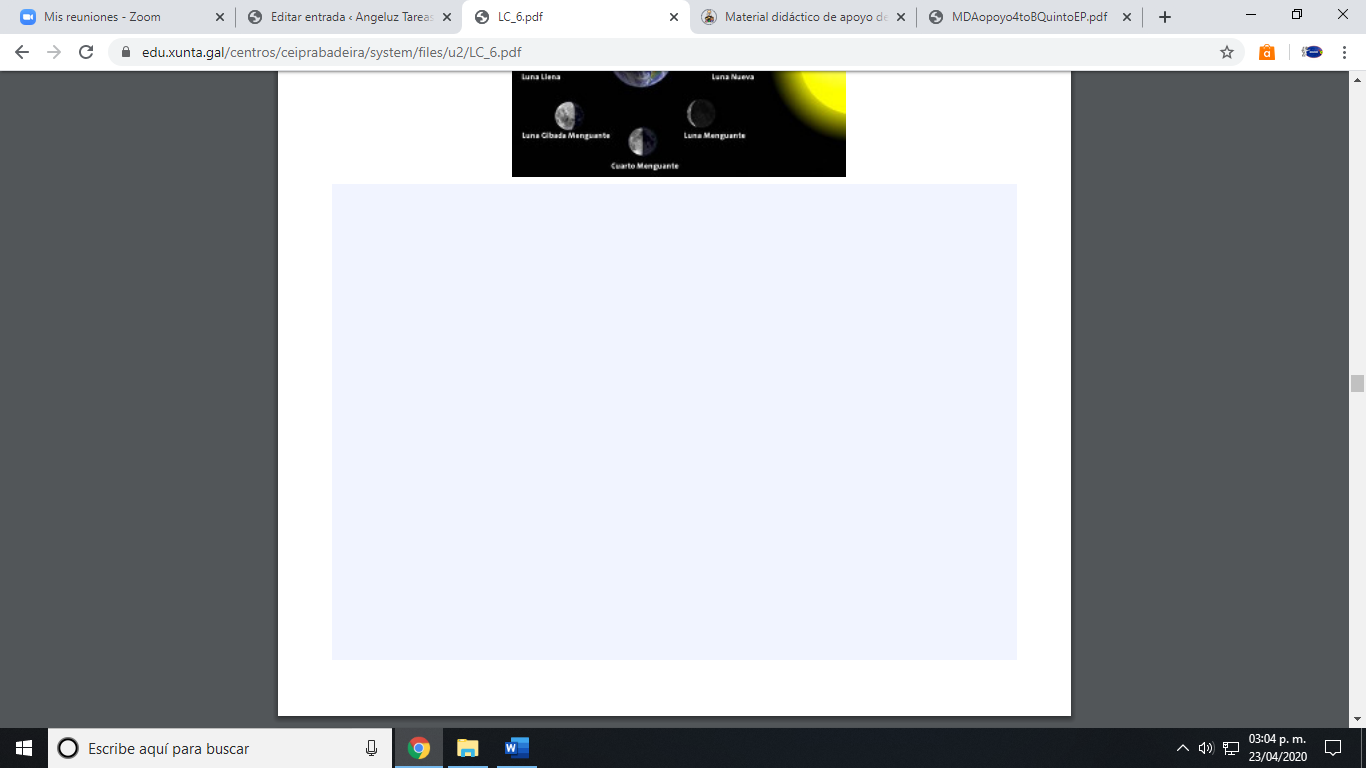 Mis reuniones - Zoom
Editar entrada ‹ Angeluz Tareas
LC_6.pdf
Material didáctico de apoyo de
MDAopoyo4toBQuintoEP.pdf
edu.xunta.gal/centros/ceiprabadeira/system/files/u2/LC_6.pdf
Luna Llena
Luna Nueva
Luna Gibada Menguante
Luna Menguante
Cuarto Menguante
Escribe aquí para buscar
03:04 p. m.
23/04/2020